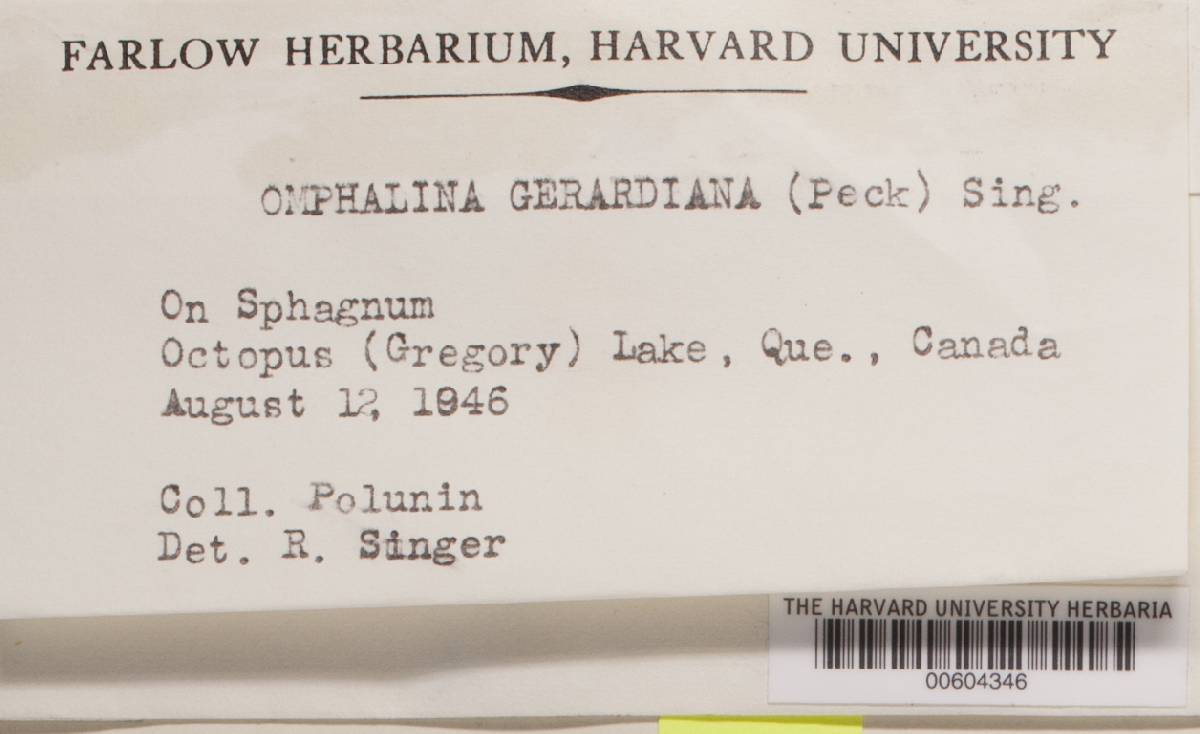 FARLOW HERBARIUM, HARVARD UNIVERSITY
OMPHALINA GERARDIANA (Peck) Sing.
On Sphagnum
Octopus (Gregory) Lake, Que., Canada
August 12, 1946
Coll. Polunin
Det. R. Singer
THE HARVARD UNIVERSITY HERBARIA
00604346